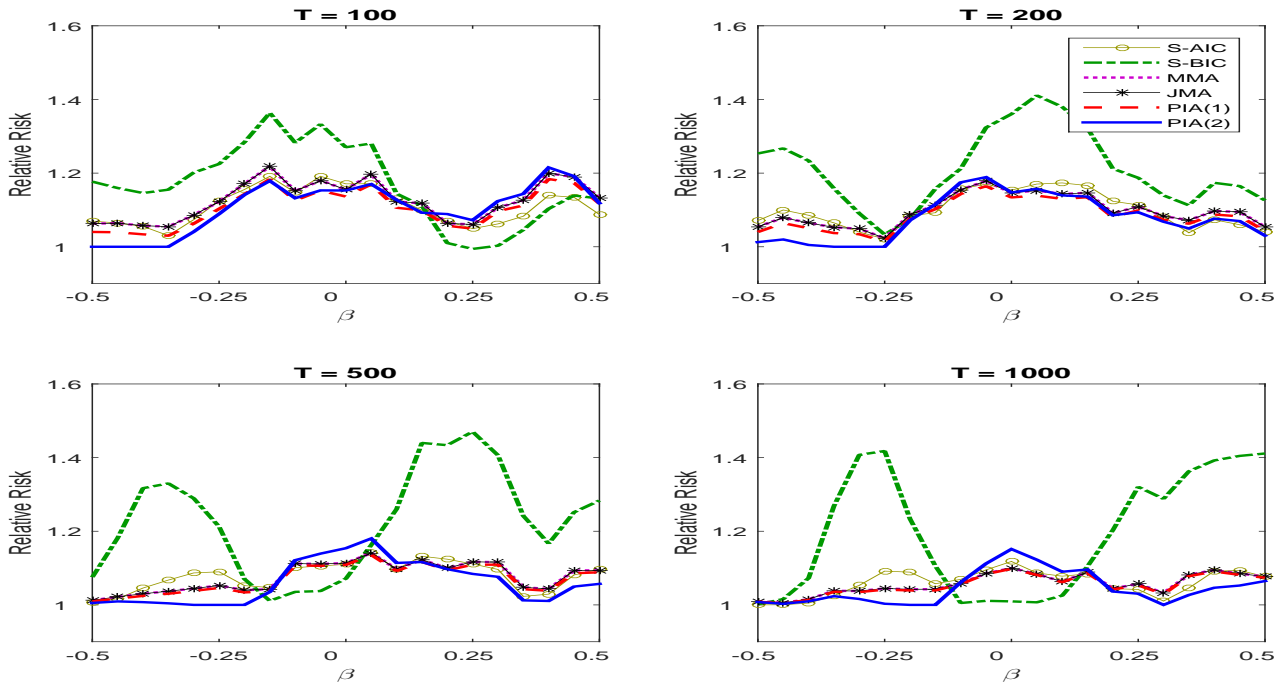 T = 100
1.6
1.4
1.2
1
Relative Risk
-0.5
-0.25
0
0.25
0.5
β
T = 200
1.6
1.4
1.2
1
Relative Risk
-0.5
-0.25
0
0.25
0.5
β
S-AIC
S-BIC
MMA
JMA
PIA(1)
PIA(2)
T = 500
1.6
1.4
1.2
1
Relative Risk
-0.5
-0.25
0
0.25
0.5
β
T = 1000
1.6
1.4
1.2
1
Relative Risk
-0.5
-0.25
0
0.25
0.5
β